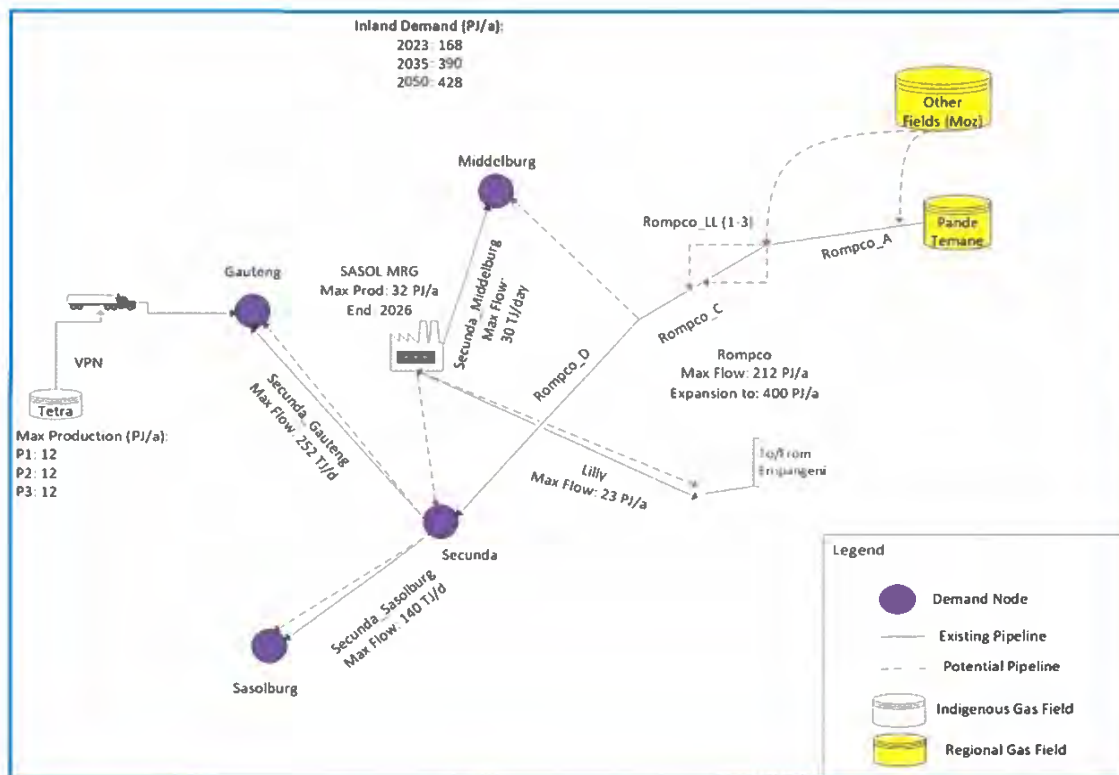 Inland Demand (PJ/a):
2023: 168
2035: 390
2050: 428
Other
Fields (Moz)
Middelburg
Rompco_LL (1-3)
Pande
Temane
Rompco_A
Gauteng
SASOL MRG
Max Prod: 32 PJ/a
End: 2026
Secunda_Middelburg
Max Flow:
30 TJ/day
Rompco_C
VPN
Rompco_D
Rompco
Max Flow: 212 PJ/a
Expansion to: 400 PJ/a
Tetra
Secunda_Gauteng
Max Flow: 252 TJ/d
Max Production (PJ/a):
P1: 12
P2: 12
P3: 12
To/From
Empangeni
Lilly
Max Flow: 23 PJ/a
Secunda
Secunda_Sasolburg
Max Flow: 140 TJ/d
Sasolburg
Legend
Demand Node
Existing Pipeline
Potential Pipeline
Indigenous Gas Field
Regional Gas Field